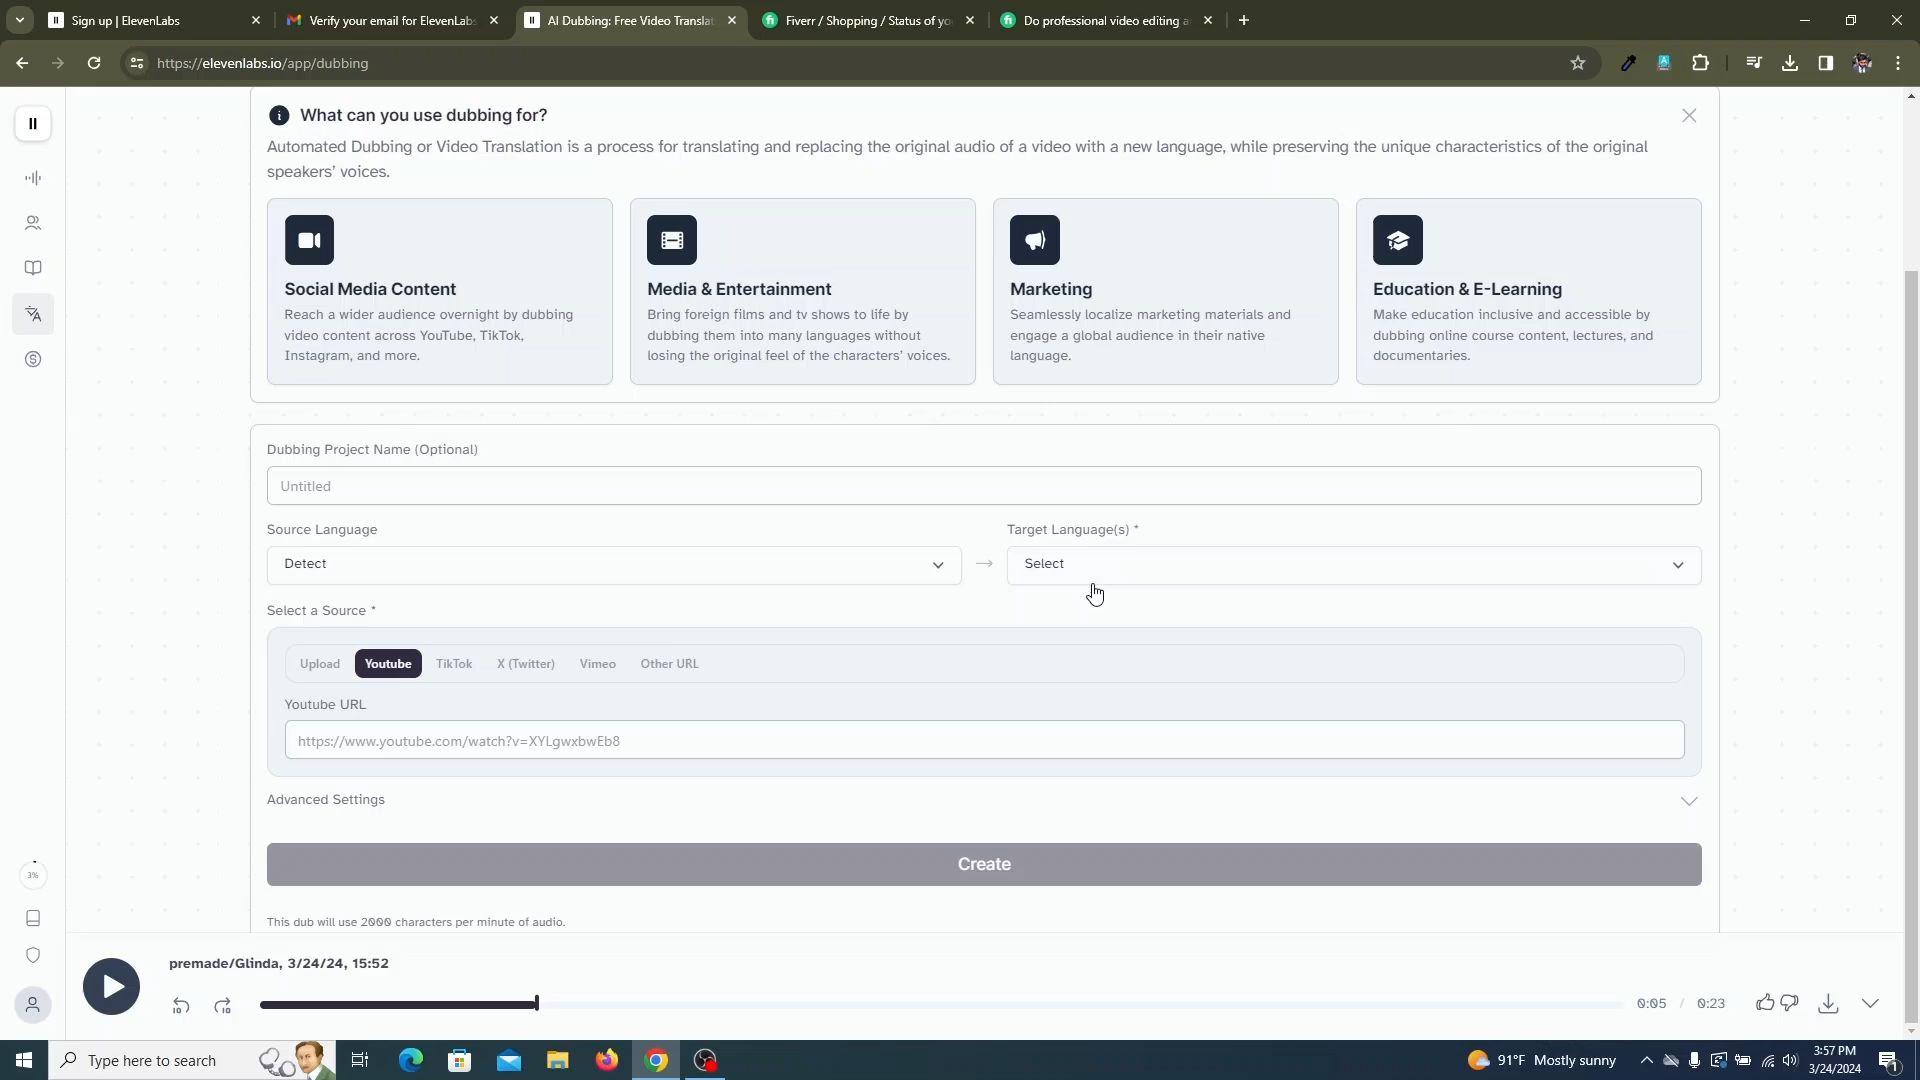 Sign up | ElevenLabs
Verify your email for ElevenLabs
AI Dubbing: Free Video Translat
Fiverr / Shopping / Status of yo
Do professional video editing a
https://elevenlabs.io/app/dubbing
What can you use dubbing for?
Automated Dubbing or Video Translation is a process for translating and replacing the original audio of a video with a new language, while preserving the unique characteristics of the original
speakers’ voices.
Social Media Content
Reach a wider audience overnight by dubbing
video content across YouTube, TikTok,
Instagram, and more.
Media & Entertainment
Bring foreign films and tv shows to life by
dubbing them into many languages without
losing the original feel of the characters’ voices.
Marketing
Seamlessly localize marketing materials and
engage a global audience in their native
language.
Education & E-Learning
Make education inclusive and accessible by
dubbing online course content, lectures, and
documentaries.
Dubbing Project Name (Optional)
Untitled
Source Language
Target Language(s) *
Detect
Select
Select a Source *
Upload Youtube TikTok X (Twitter) Vimeo Other URL
Youtube URL
https://www.youtube.com/watch?v=XYLgwxbwEb8
Advanced Settings
Create
This dub will use 2000 characters per minute of audio.
3%
premade/Glinda, 3/24/24, 15:52
10 10
0:05 / 0:23
Type here to search
91°F Mostly sunny
3:57 PM
3/24/2024
1